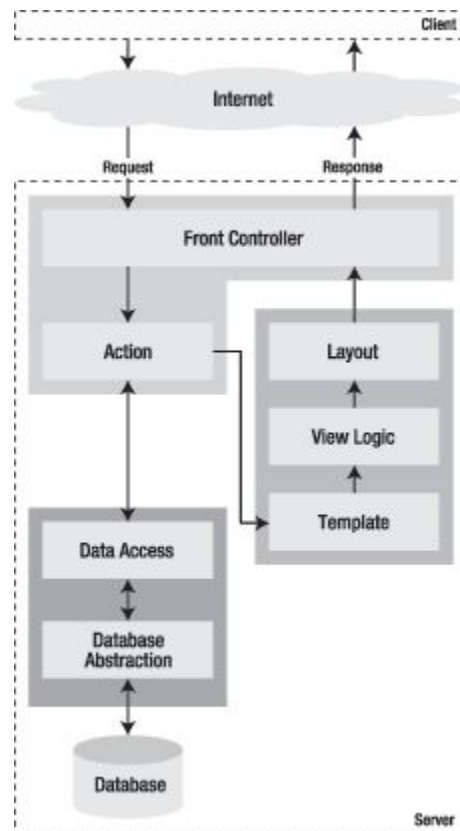 Client
Internet
Request
Response
Front Controller
Action
Layout
View Logic
Template
Data Access
Database
Abstraction
Database
Server